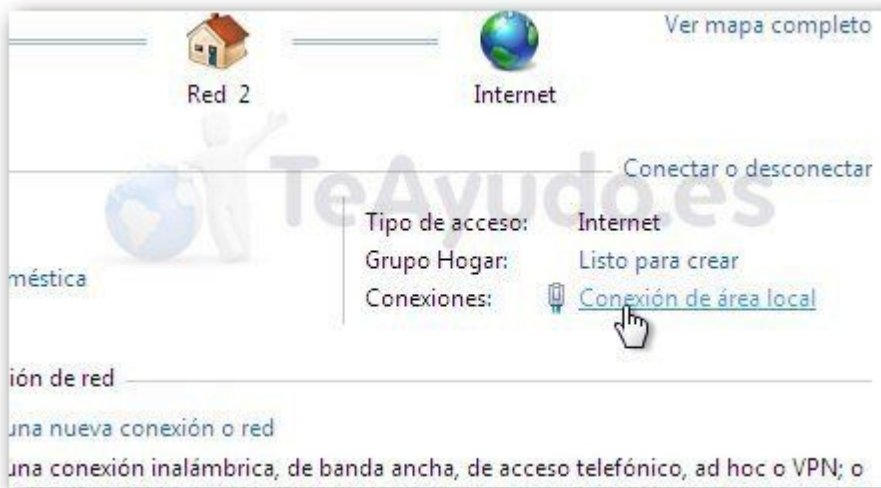 Ver mapa completo
Red 2
Internet
TeAyudo.es
Conectar o desconectar
Tipo de acceso: Internet
Grupo Hogar: Listo para crear
méstica
Conexiones: Conexión de área local
ión de red
una nueva conexión o red
una conexión inalámbrica, de banda ancha, de acceso telefónico, ad hoc o VPN; o